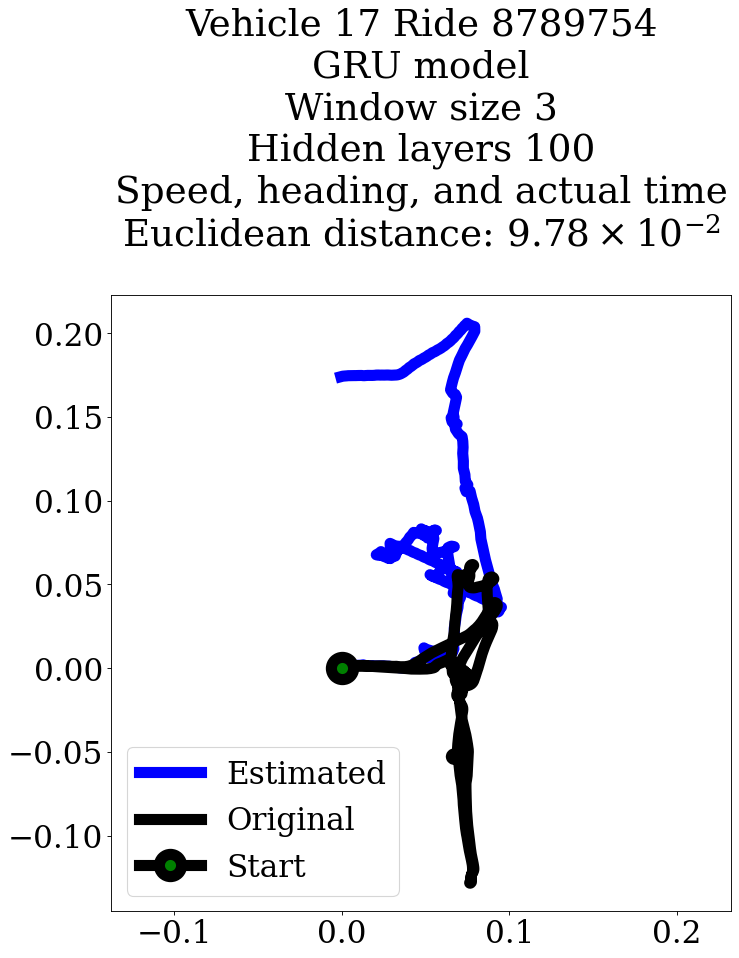 Vehicle 17 Ride 8789754
GRU model
Window size 3
Hidden layers 100
Speed, heading, and actual time
Euclidean distance: 9.78 × 10⁻²
0.20
0.15
0.10
0.05
0.00
−0.05
−0.10
Estimated
Original
Start
−0.1 0.0 0.1 0.2